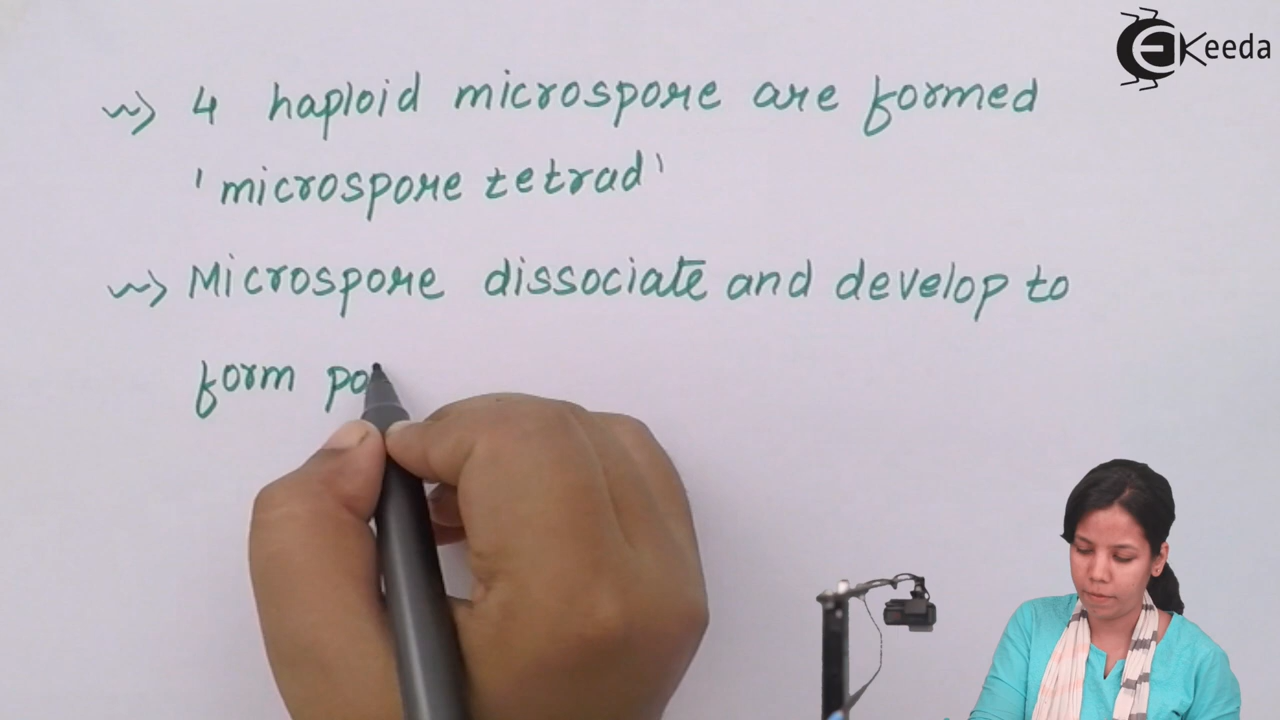 Keeda
4 haploid microspore are formed
'microspore tetrad'
Microspore dissociate and develop to
form po